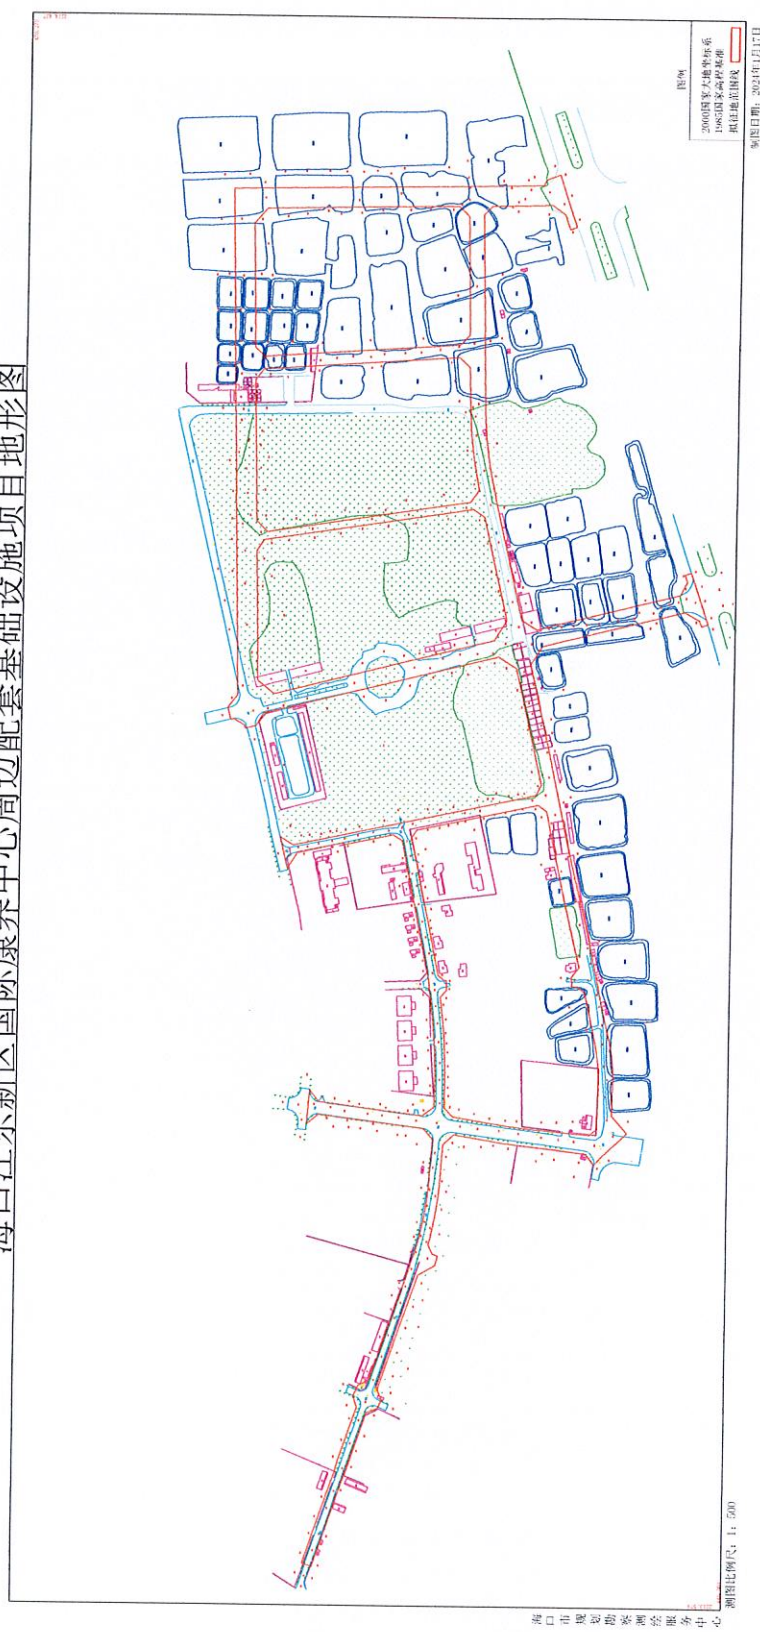 海口江东新区国际康养中心周边配套基础设施项目地形图
图例
2000国家大地坐标系
1985国家高程基准
拟征地范围线
制图日期：2024年1月17日
测图比例尺：1：500
海口市规划勘察测绘服务中心